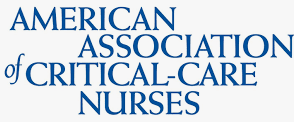 AMERICAN
ASSOCIATION
of CRITICAL-CARE
NURSES